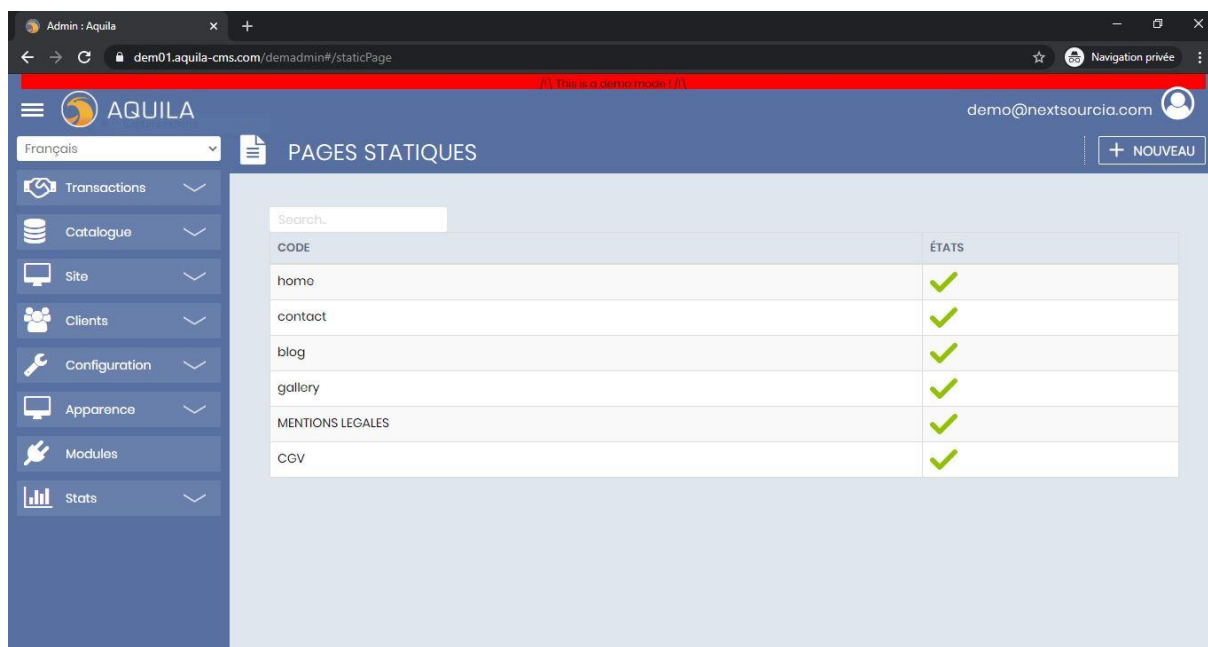 Admin : Aquila
dem01.aquila-cms.com/demadmin#/staticPage
Navigation privée
/!\ This is a demo mode ! /!\
AQUILA
demo@nextsourcia.com
Français
PAGES STATIQUES
+ NOUVEAU
Transactions
Catalogue
Site
Clients
Configuration
Apparence
Modules
Stats
Search..
CODE ÉTATS
home
contact
blog
gallery
MENTIONS LEGALES
CGV